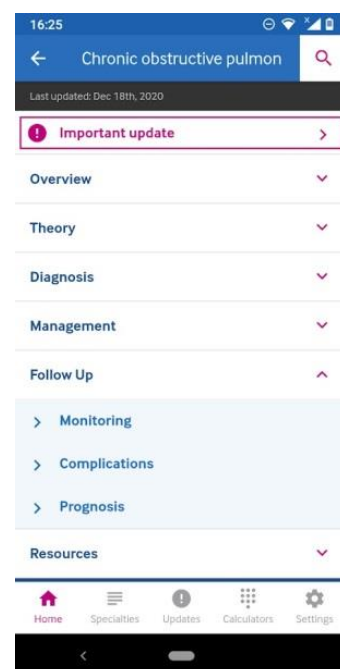 16:25
Chronic obstructive pulmon
Last updated: Dec 18th, 2020
Important update
Overview
Theory
Diagnosis
Management
Follow Up
Monitoring
Complications
Prognosis
Resources
Home Specialties Updates Calculators Settings